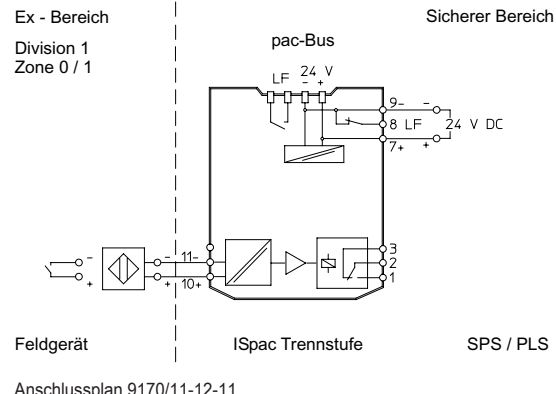 Ex - Bereich
Sicherer Bereich
Division 1
Zone 0 / 1
pac-Bus
LF 24 V
- +
9- -
8 LF 24 V DC
7+ +
3
- - 11- 2
+ + 10+ 1
Feldgerät ISpac Trennstufe SPS / PLS
Anschlussplan 9170/11-12-11